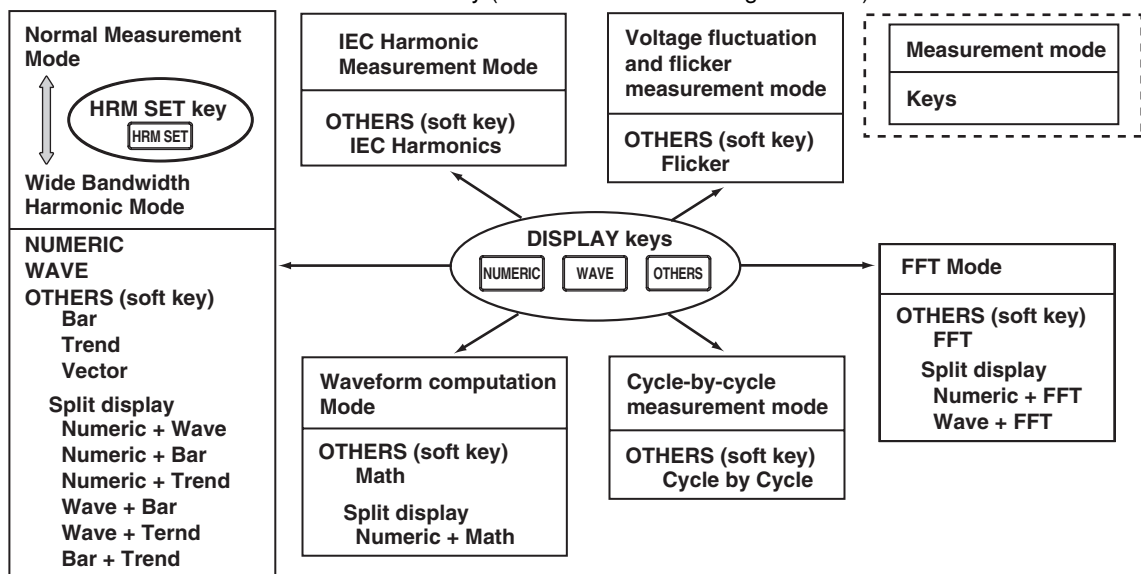 Normal Measurement
Mode
HRM SET key
HRM SET
Wide Bandwidth
Harmonic Mode
NUMERIC
WAVE
OTHERS (soft key)
Bar
Trend
Vector
Split display
Numeric + Wave
Numeric + Bar
Numeric + Trend
Wave + Bar
Wave + Ternd
Bar + Trend
IEC Harmonic
Measurement Mode
OTHERS (soft key)
IEC Harmonics
Voltage fluctuation
and flicker
measurement mode
OTHERS (soft key)
Flicker
Measurement mode
Keys
DISPLAY keys
NUMERIC
WAVE
OTHERS
FFT Mode
OTHERS (soft key)
FFT
Split display
Numeric + FFT
Wave + FFT
Waveform computation
Mode
OTHERS (soft key)
Math
Split display
Numeric + Math
Cycle-by-cycle
measurement mode
OTHERS (soft key)
Cycle by Cycle